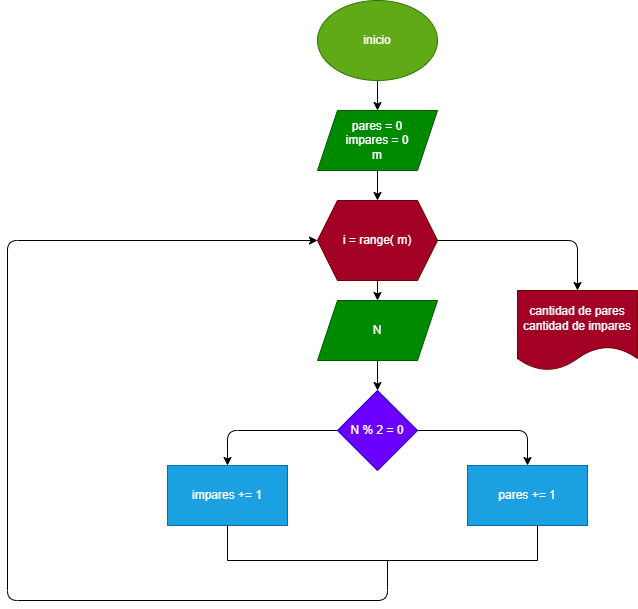 inicio
pares = 0
impares = 0
m
i = range( m)
cantidad de pares
cantidad de impares
N
N % 2 = 0
impares += 1
pares += 1